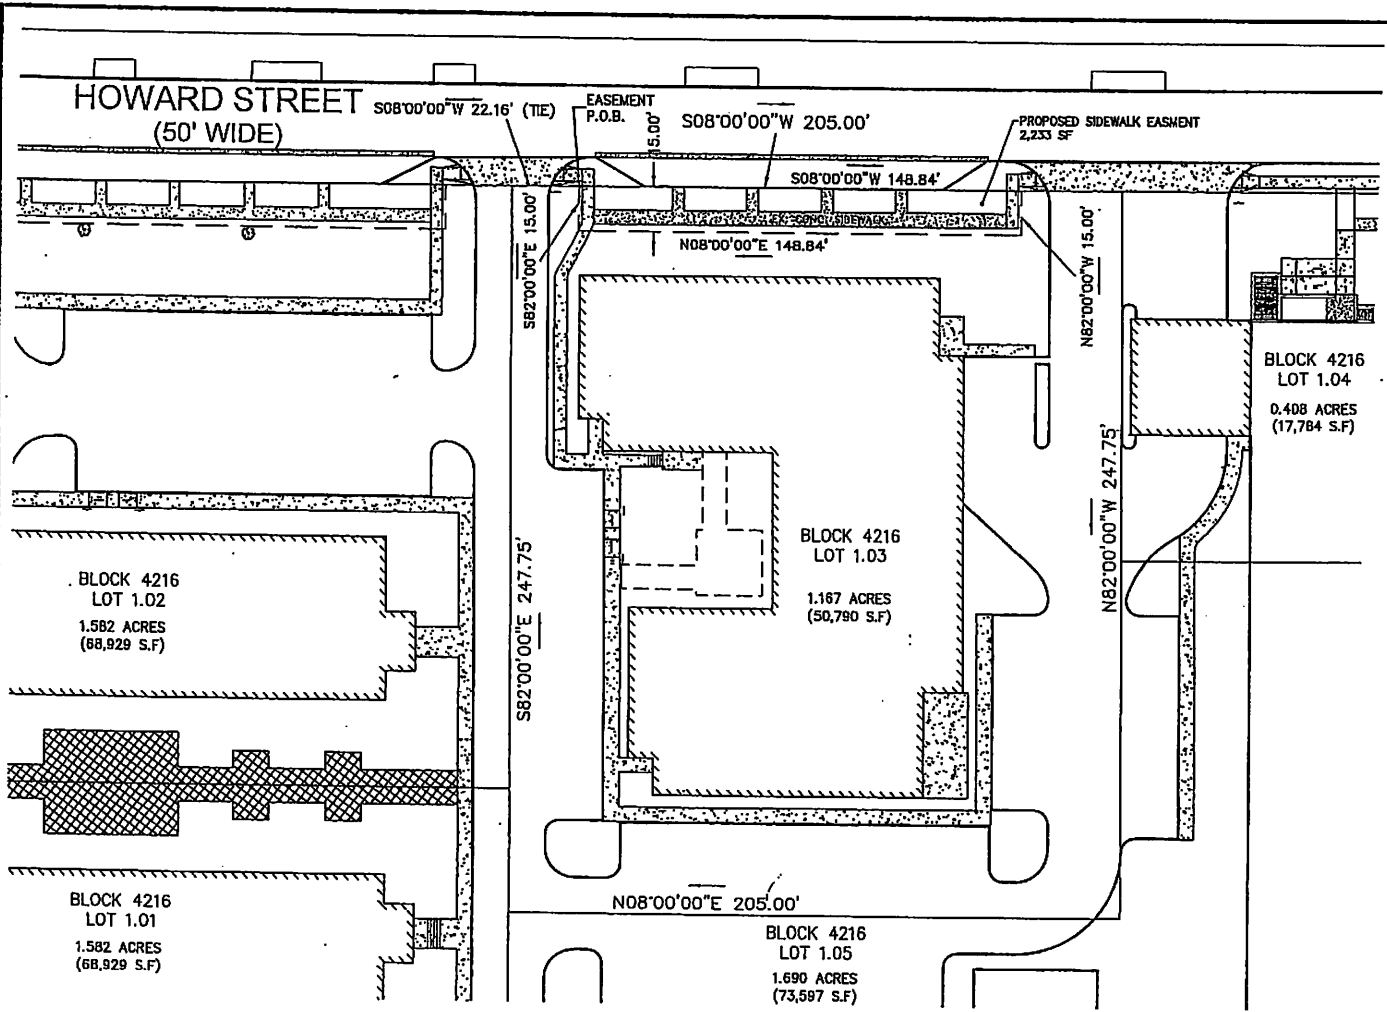 HOWARD STREET
(50' WIDE)
S08°00'00"W 22.16' (TIE)
EASEMENT
P.O.B.
15.00'
S08°00'00"W 205.00'
PROPOSED SIDEWALK EASMENT
2,233 SF
S08°00'00"W 148.84'
EX. CONC. SIDEWALK
N08°00'00"E 148.84'
S82°00'00"E 15.00'
N82°00'00"W 15.00'
BLOCK 4216
LOT 1.04
0.408 ACRES
(17,784 S.F)
N82°00'00"W 247.75'
S82°00'00"E 247.75'
BLOCK 4216
LOT 1.03
1.167 ACRES
(50,790 S.F)
BLOCK 4216
LOT 1.02
1.582 ACRES
(68,929 S.F)
BLOCK 4216
LOT 1.01
1.582 ACRES
(68,929 S.F)
N08°00'00"E 205.00'
BLOCK 4216
LOT 1.05
1.690 ACRES
(73,597 S.F)